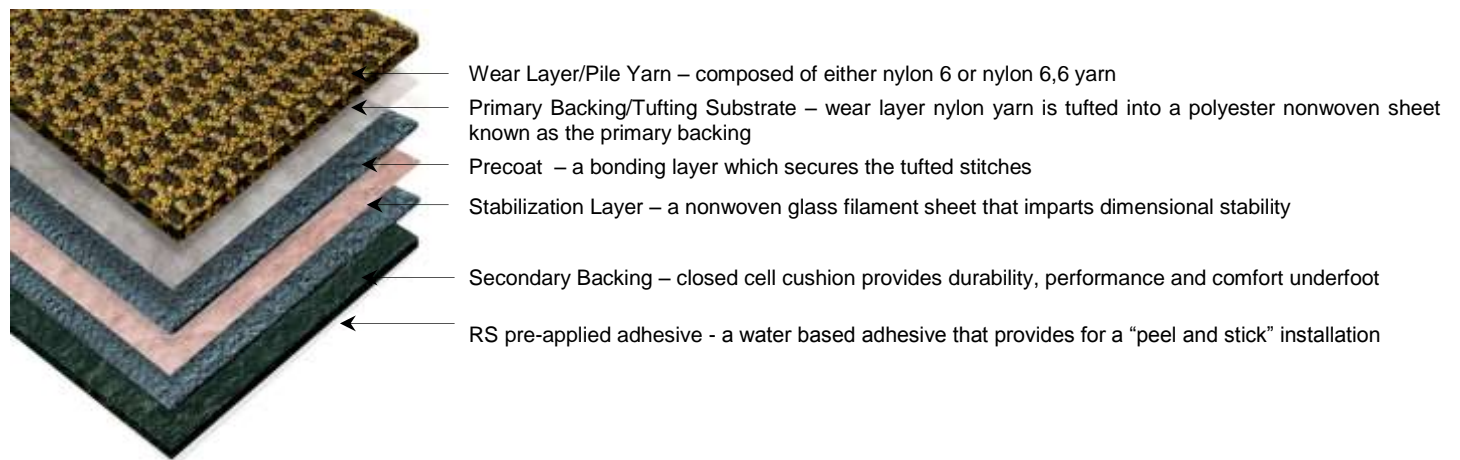 Wear Layer/Pile Yarn – composed of either nylon 6 or nylon 6,6 yarn
Primary Backing/Tufting Substrate – wear layer nylon yarn is tufted into a polyester nonwoven sheet
known as the primary backing
Precoat – a bonding layer which secures the tufted stitches
Stabilization Layer – a nonwoven glass filament sheet that imparts dimensional stability
Secondary Backing – closed cell cushion provides durability, performance and comfort underfoot
RS pre-applied adhesive - a water based adhesive that provides for a “peel and stick” installation